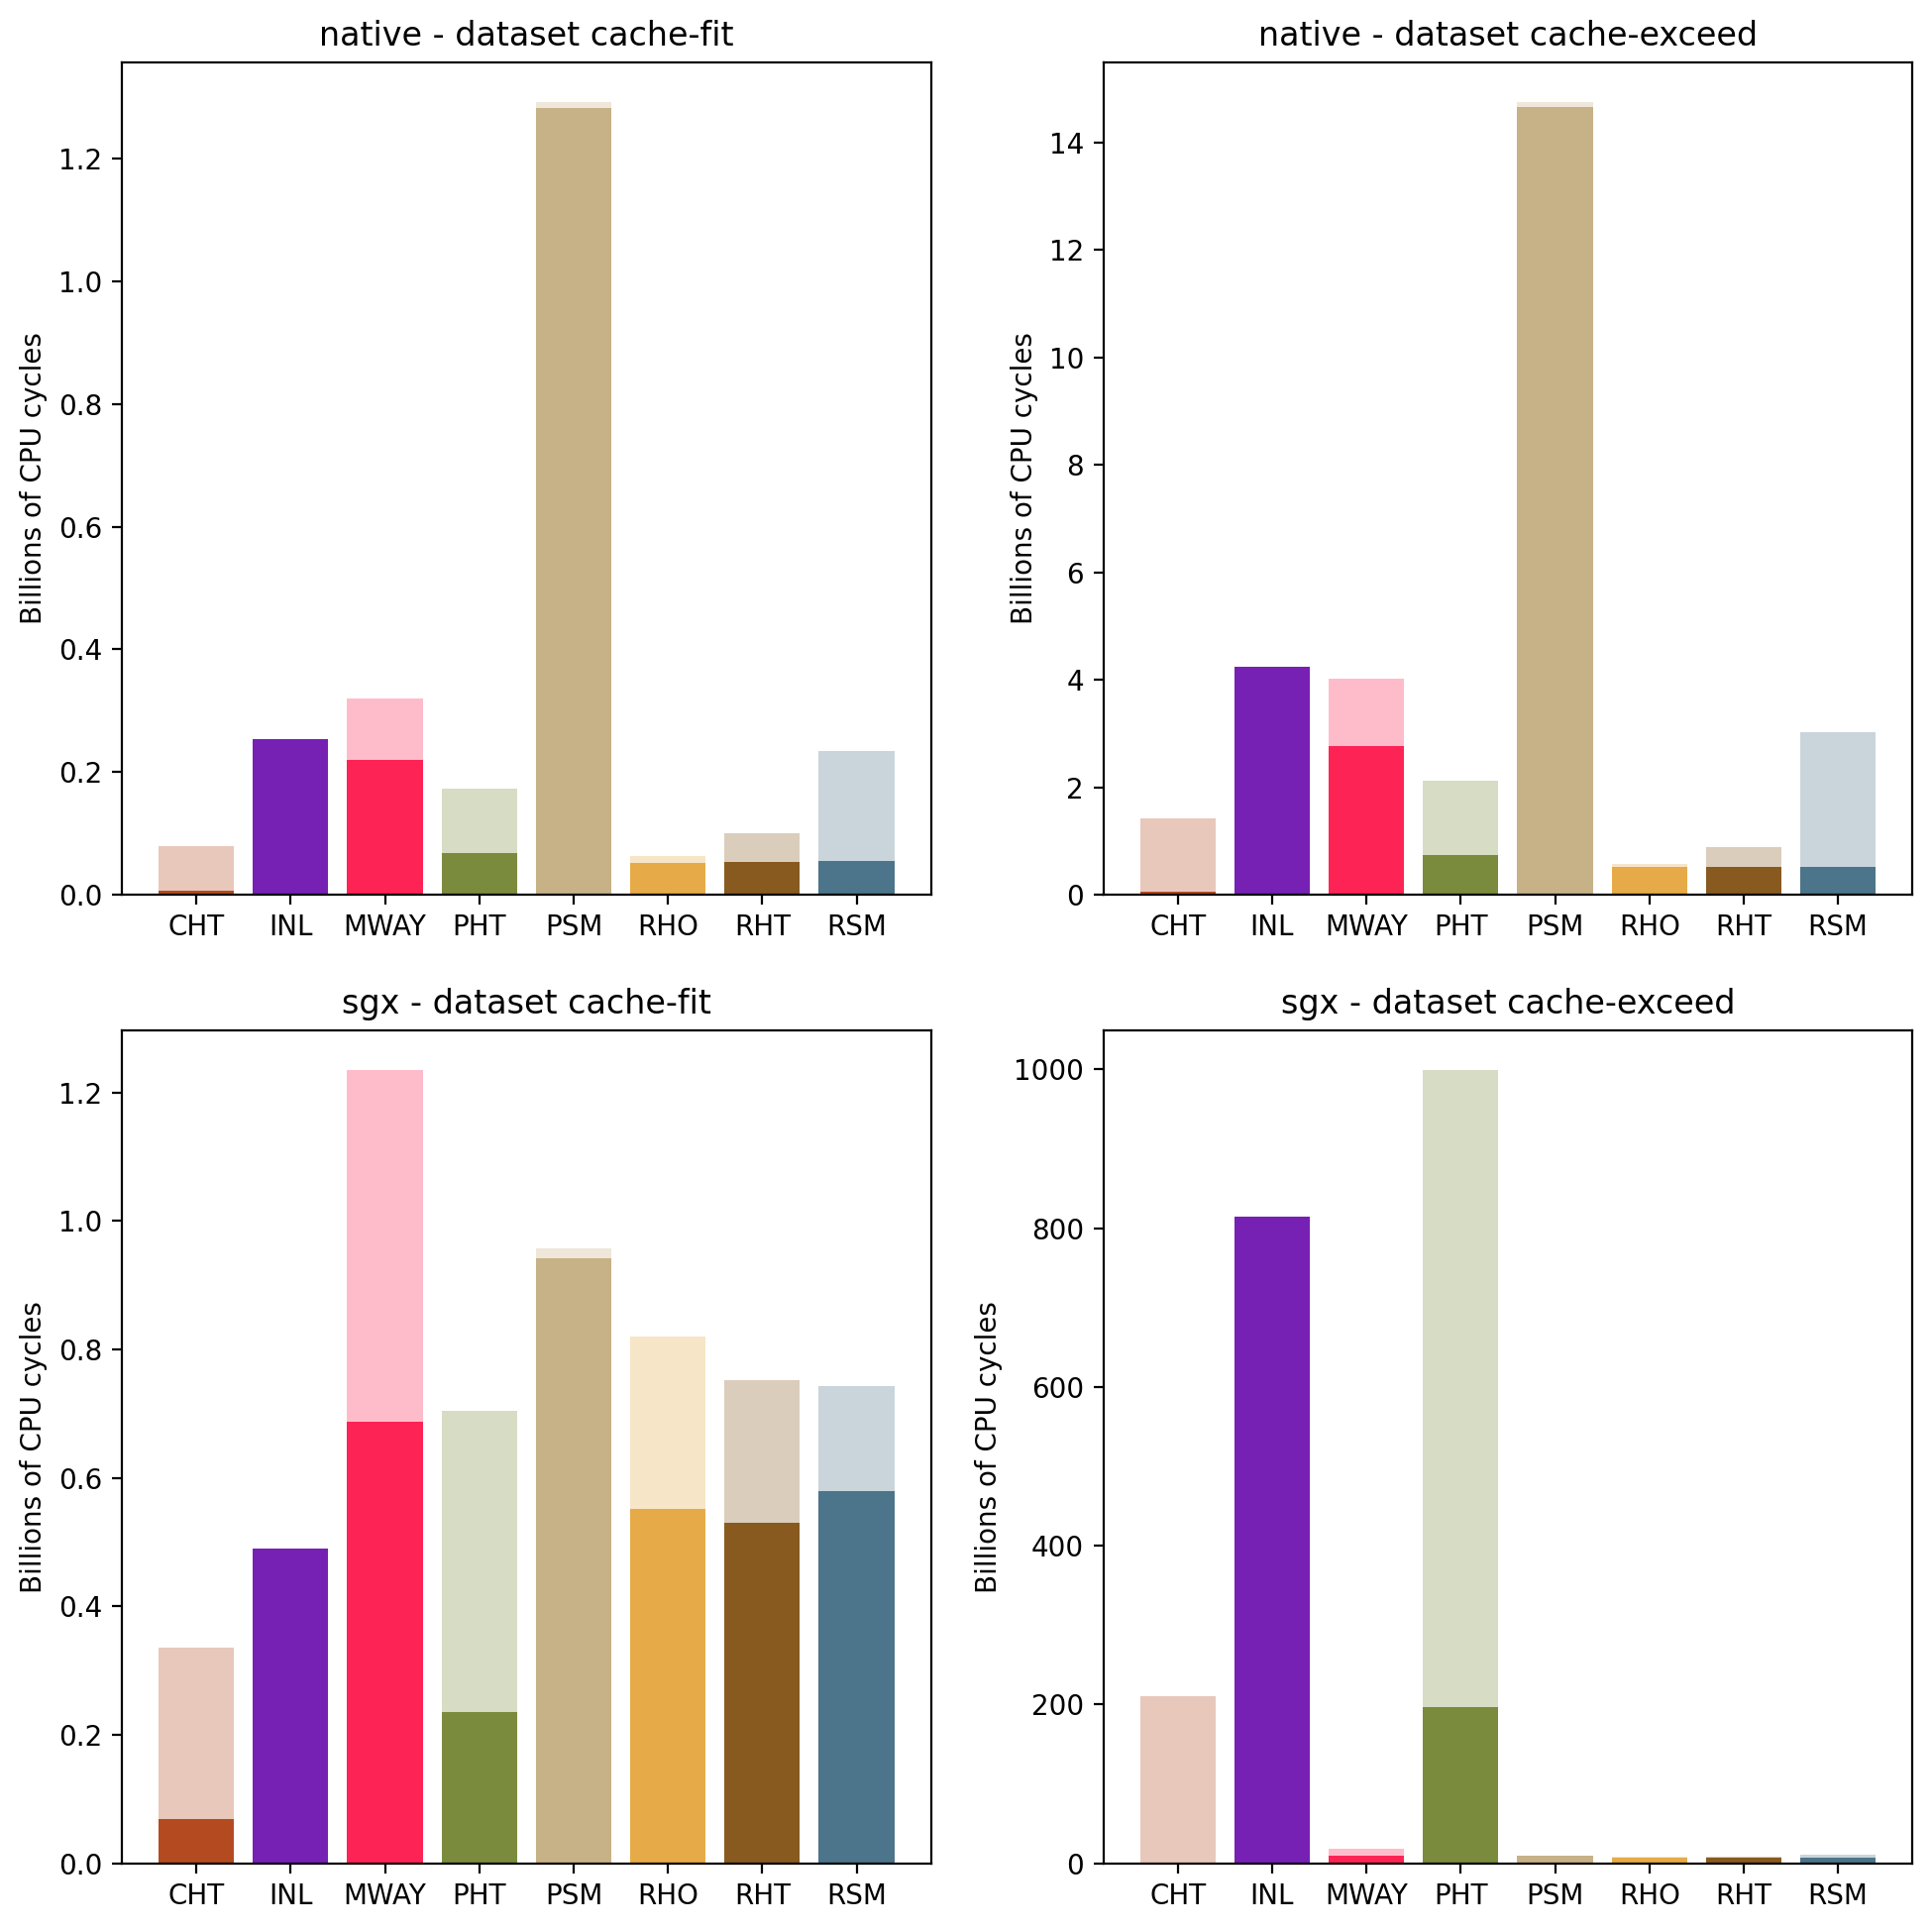 native - dataset cache-fit
Billions of CPU cycles
1.2
1.0
0.8
0.6
0.4
0.2
0.0
CHT INL MWAY PHT PSM RHO RHT RSM
native - dataset cache-exceed
Billions of CPU cycles
14
12
10
8
6
4
2
0
CHT INL MWAY PHT PSM RHO RHT RSM
sgx - dataset cache-fit
Billions of CPU cycles
1.2
1.0
0.8
0.6
0.4
0.2
0.0
CHT INL MWAY PHT PSM RHO RHT RSM
sgx - dataset cache-exceed
Billions of CPU cycles
1000
800
600
400
200
0
CHT INL MWAY PHT PSM RHO RHT RSM